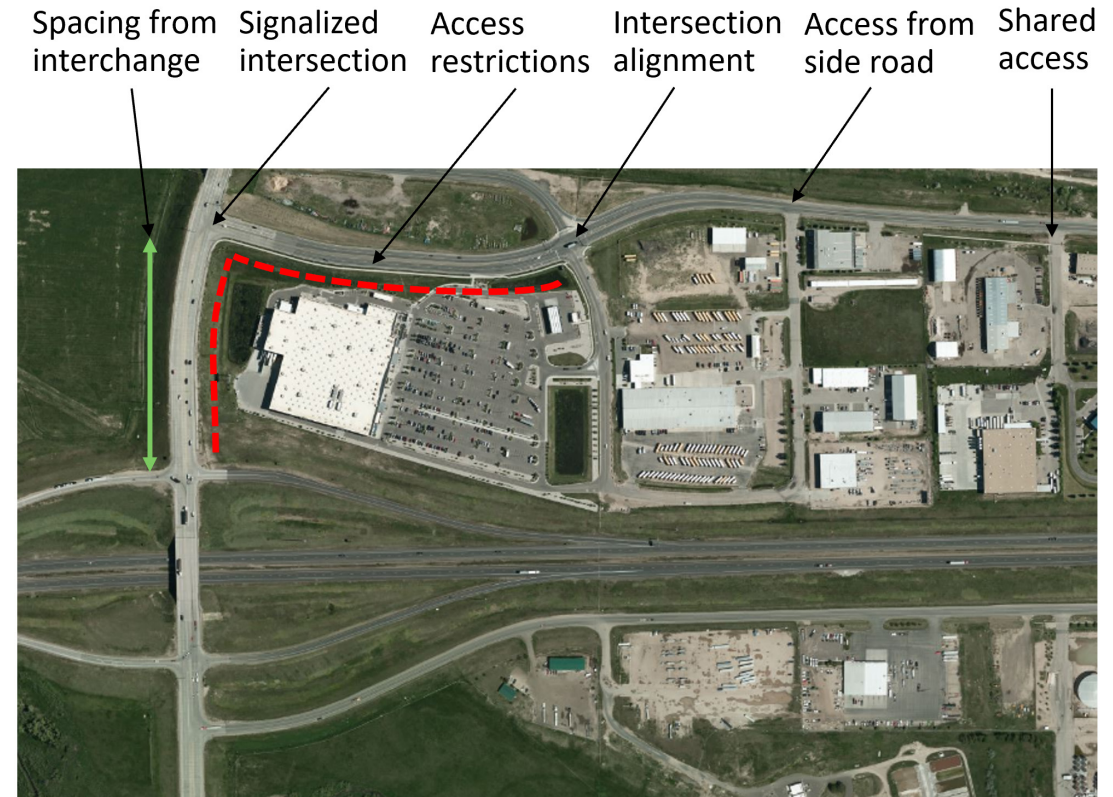 Spacing from
interchange
Signalized
intersection
Access
restrictions
Intersection
alignment
Access from
side road
Shared
access